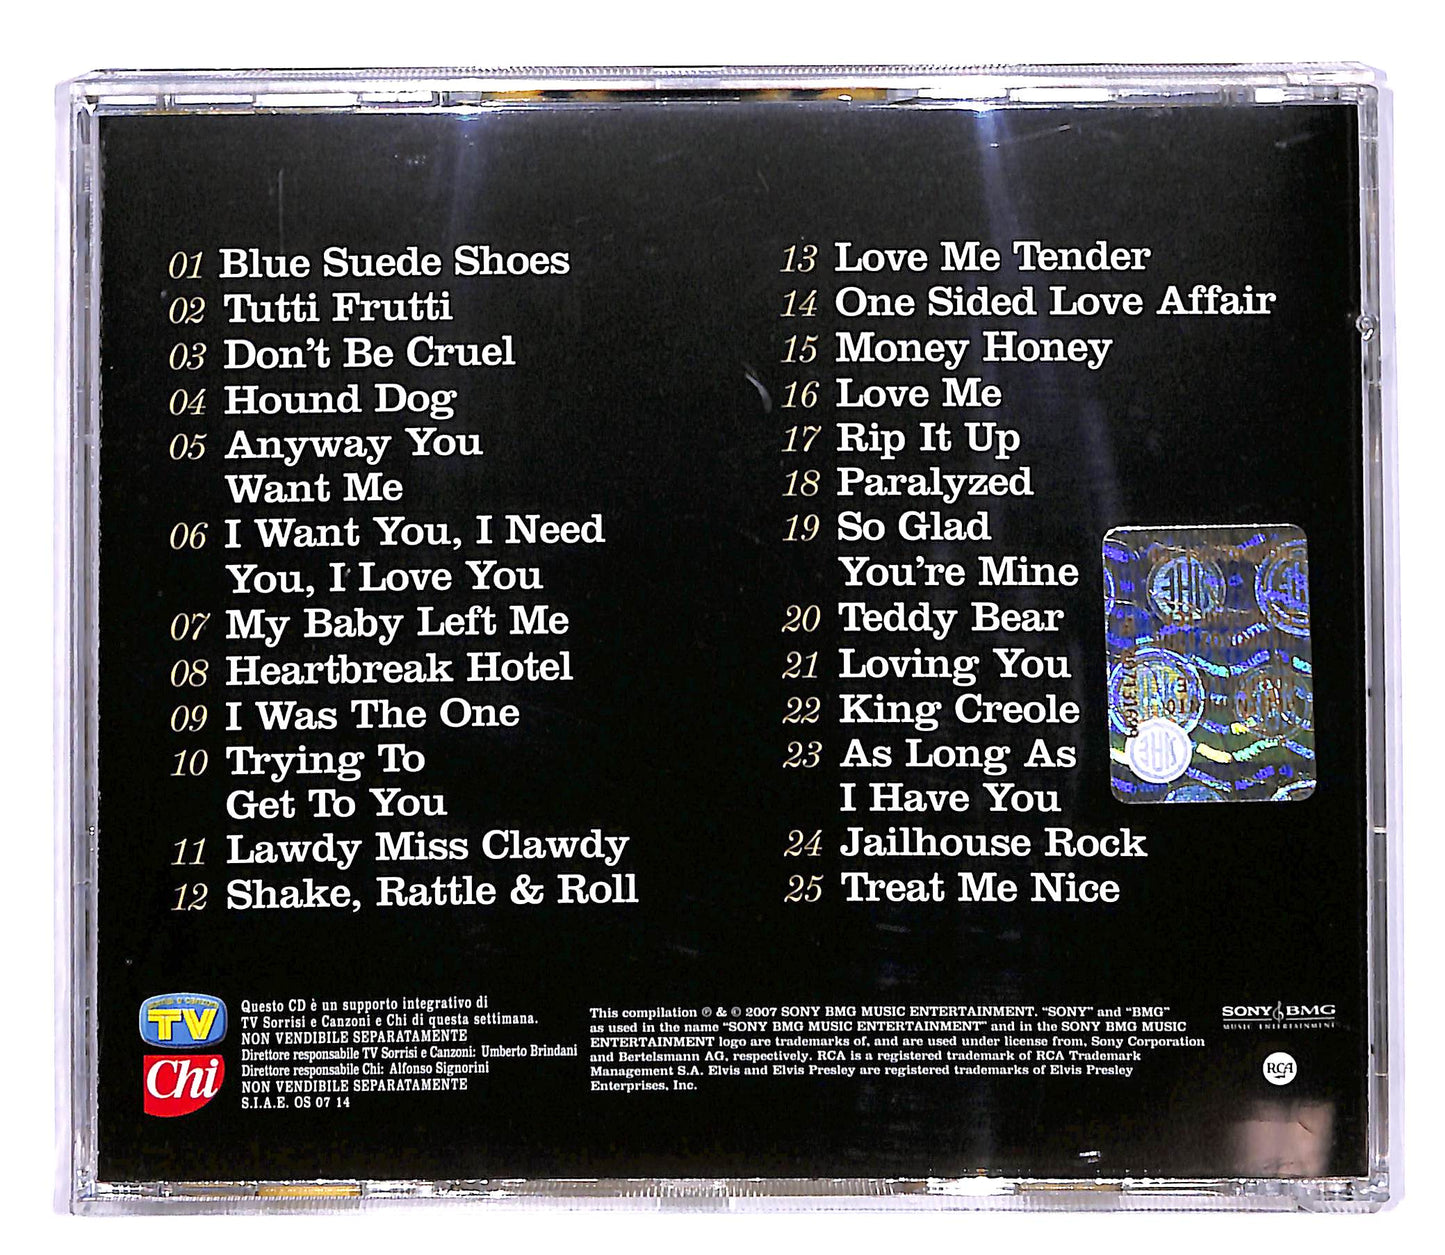 01 Blue Suede Shoes
02 Tutti Frutti
03 Don't Be Cruel
04 Hound Dog
05 Anyway You
Want Me
06 I Want You, I Need
You, I Love You
07 My Baby Left Me
08 Heartbreak Hotel
09 I Was The One
10 Trying To
Get To You
11 Lawdy Miss Clawdy
12 Shake, Rattle & Roll
13 Love Me Tender
14 One Sided Love Affair
15 Money Honey
16 Love Me
17 Rip It Up
18 Paralyzed
19 So Glad
You're Mine
20 Teddy Bear
21 Loving You
22 King Creole
23 As Long As
I Have You
24 Jailhouse Rock
25 Treat Me Nice
TV
Chi
Questo CD è un supporto integrativo di
TV Sorrisi e Canzoni e Chi di questa settimana.
NON VENDIBILE SEPARATAMENTE
Direttore responsabile TV Sorrisi e Canzoni: Umberto Brindani
Direttore responsabile Chi: Alfonso Signorini
NON VENDIBILE SEPARATAMENTE
S.I.A.E. OS 07 14
This compilation ℗ & © 2007 SONY BMG MUSIC ENTERTAINMENT. "SONY" and "BMG"
as used in the name "SONY BMG MUSIC ENTERTAINMENT" and in the SONY BMG MUSIC
ENTERTAINMENT logo are trademarks of, and are used under license from, Sony Corporation
and Bertelsmann AG, respectively. RCA is a registered trademark of RCA Trademark
Management S.A. Elvis and Elvis Presley are registered trademarks of Elvis Presley
Enterprises, Inc.
SONY BMG
MUSIC ENTERTAINMENT
RCA